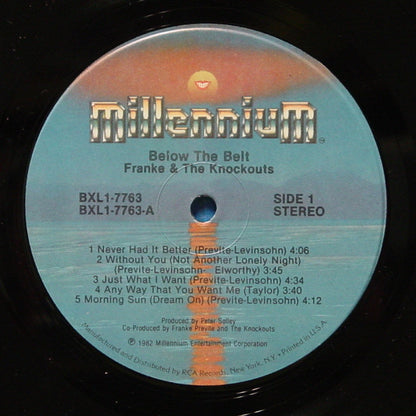 MillenniuM
Below The Belt
Franke & The Knockouts
BXL1-7763
BXL1-7763-A
SIDE 1
STEREO
1 Never Had It Better (Previte-Levinsohn) 4:06
2 Without You (Not Another Lonely Night)
(Previte-Levinsohn- Elworthy) 3:45
3 Just What I Want (Previte-Levinsohn) 4:34
4 Any Way That You Want Me (Taylor) 3:40
5 Morning Sun (Dream On) (Previte-Levinsohn) 4:12
Produced by Peter Solley
Co-Produced by Franke Previte and The Knockouts
℗ 1982 Millennium Entertainment Corporation
Manufactured and Distributed by RCA Records, New York, N.Y. • Printed in U.S.A.